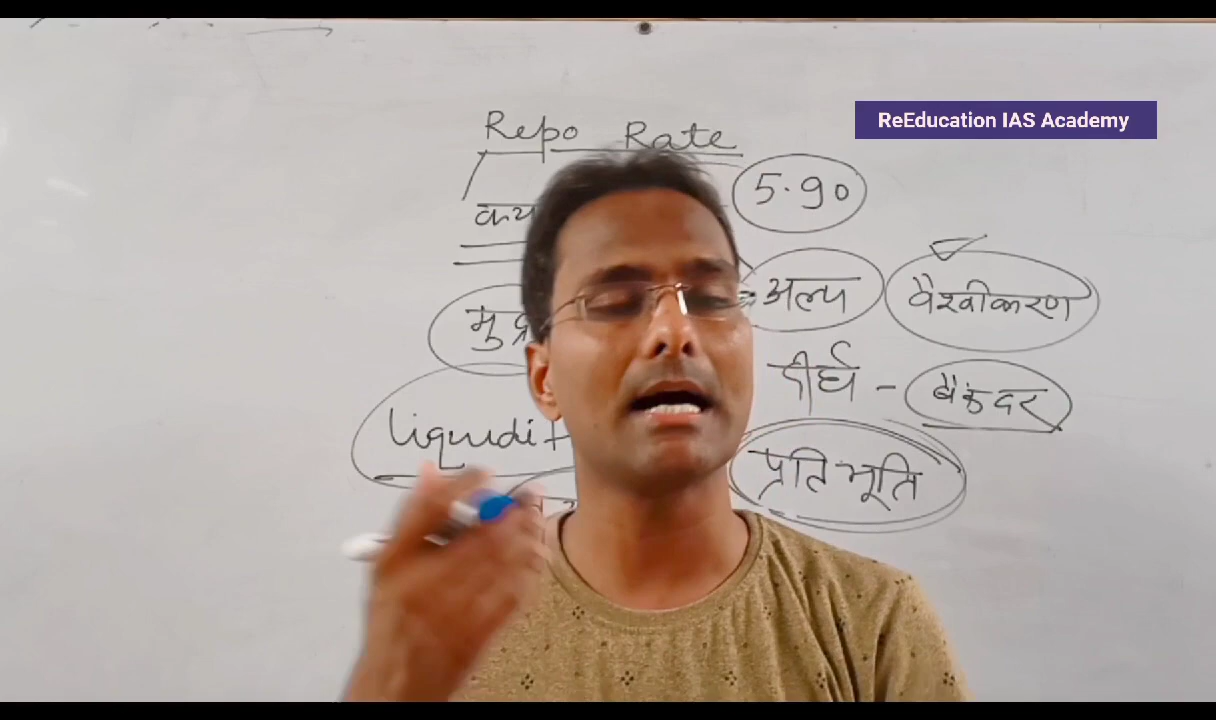 ReEducation IAS Academy
Repo Rate
5.90
अल्प
वैश्वीकरण
दीर्घ - बैंक दर
प्रतिभूति